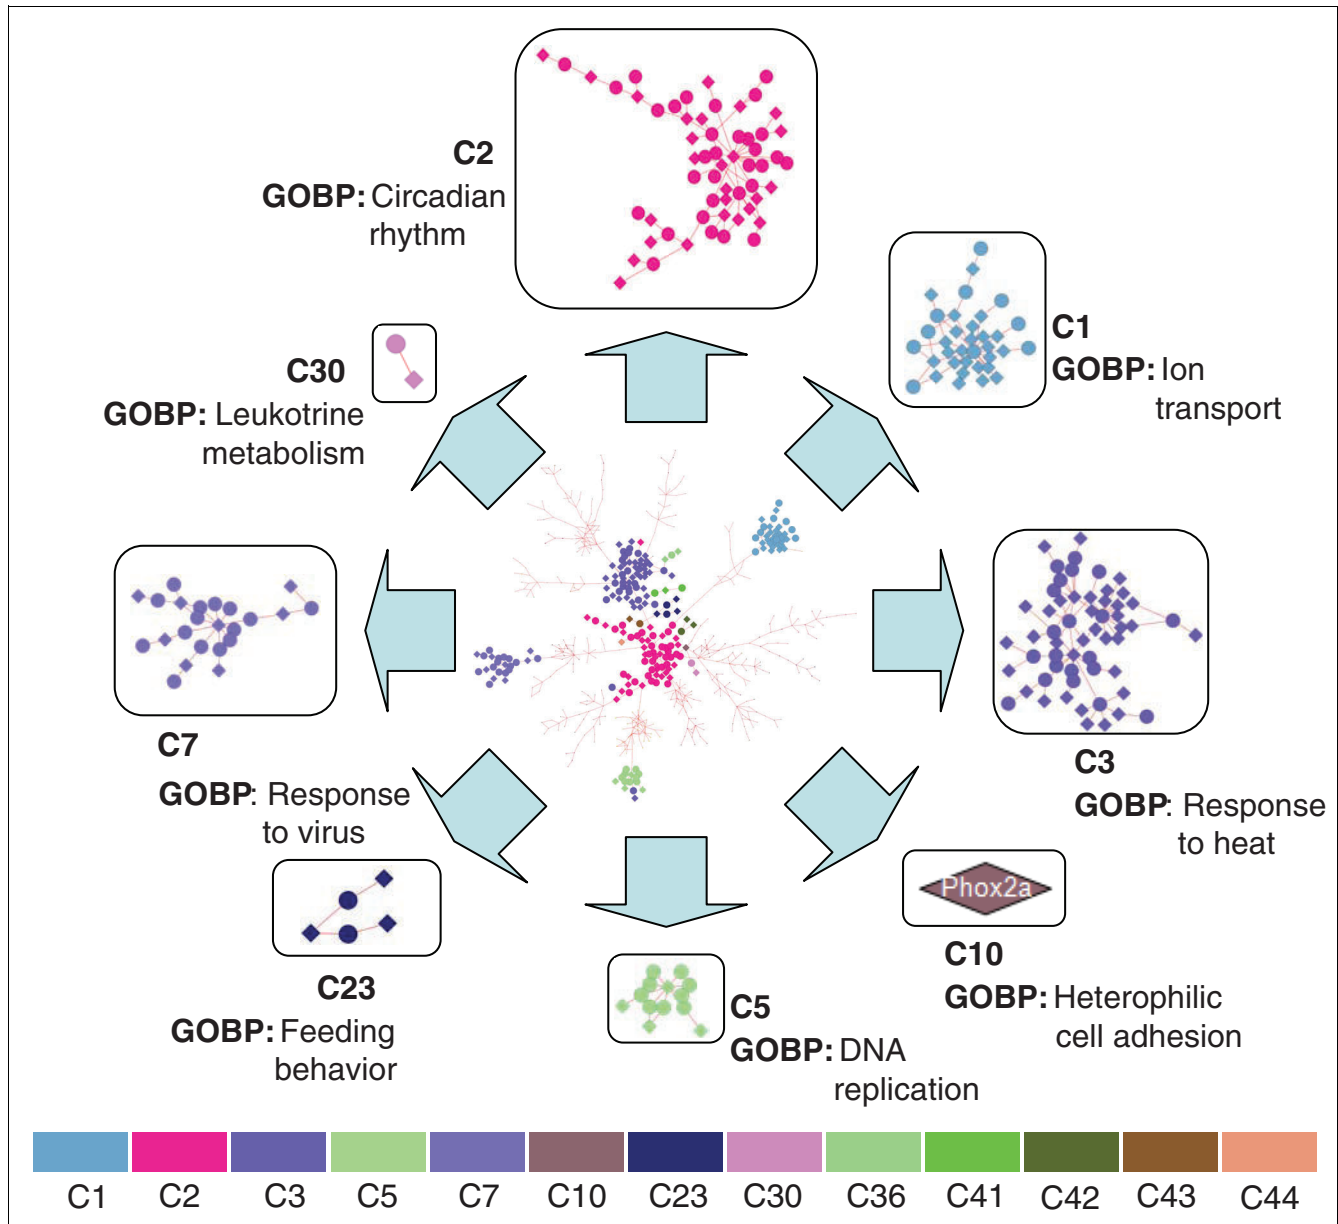 C2
GOBP: Circadian
rhythm
C1
GOBP: Ion
transport
C30
GOBP: Leukotrine
metabolism
C7
GOBP: Response
to virus
C3
GOBP: Response
to heat
Phox2a
C10
GOBP: Heterophilic
cell adhesion
C23
GOBP: Feeding
behavior
C5
GOBP: DNA
replication
C1 C2 C3 C5 C7 C10 C23 C30 C36 C41 C42 C43 C44